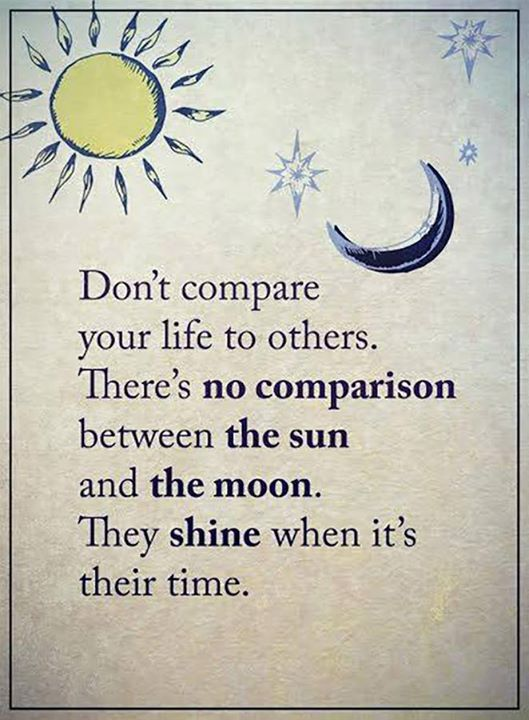 Don't compare
your life to others.
There's no comparison
between the sun
and the moon.
They shine when it's
their time.